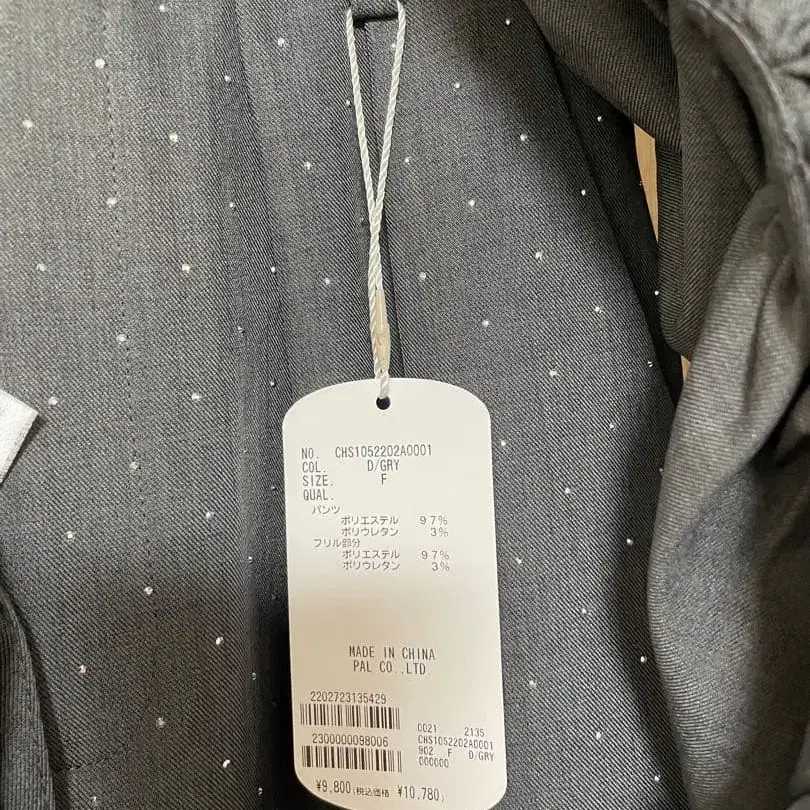 NO. CHS1052202A0001
COL. D/GRY
SIZE. F
QUAL.
パンツ
ポリエステル 97%
ポリウレタン 3%
フリル部分
ポリエステル 97%
ポリウレタン 3%
MADE IN CHINA
PAL CO.,LTD.
2202723135429
2300000098006
0021 2135
CHS1052202A0001
902 F D/GRY
000000
¥9,800(税込価格 ¥10,780)